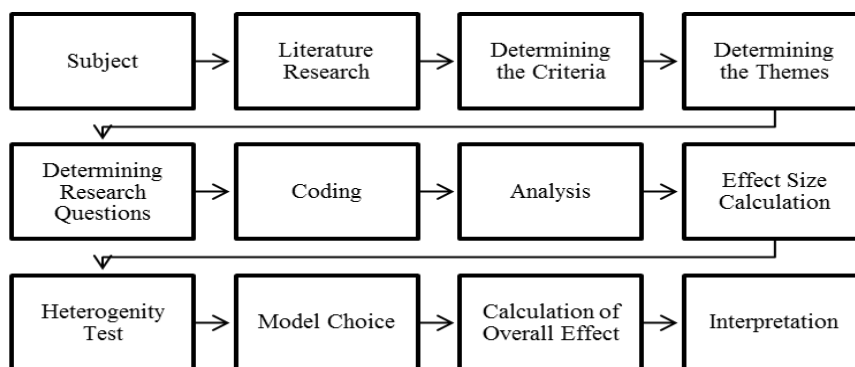 Subject
Literature
Research
Determining
the Criteria
Determining
the Themes
Determining
Research
Questions
Coding
Analysis
Effect Size
Calculation
Heterogenity
Test
Model Choice
Calculation of
Overall Effect
Interpretation